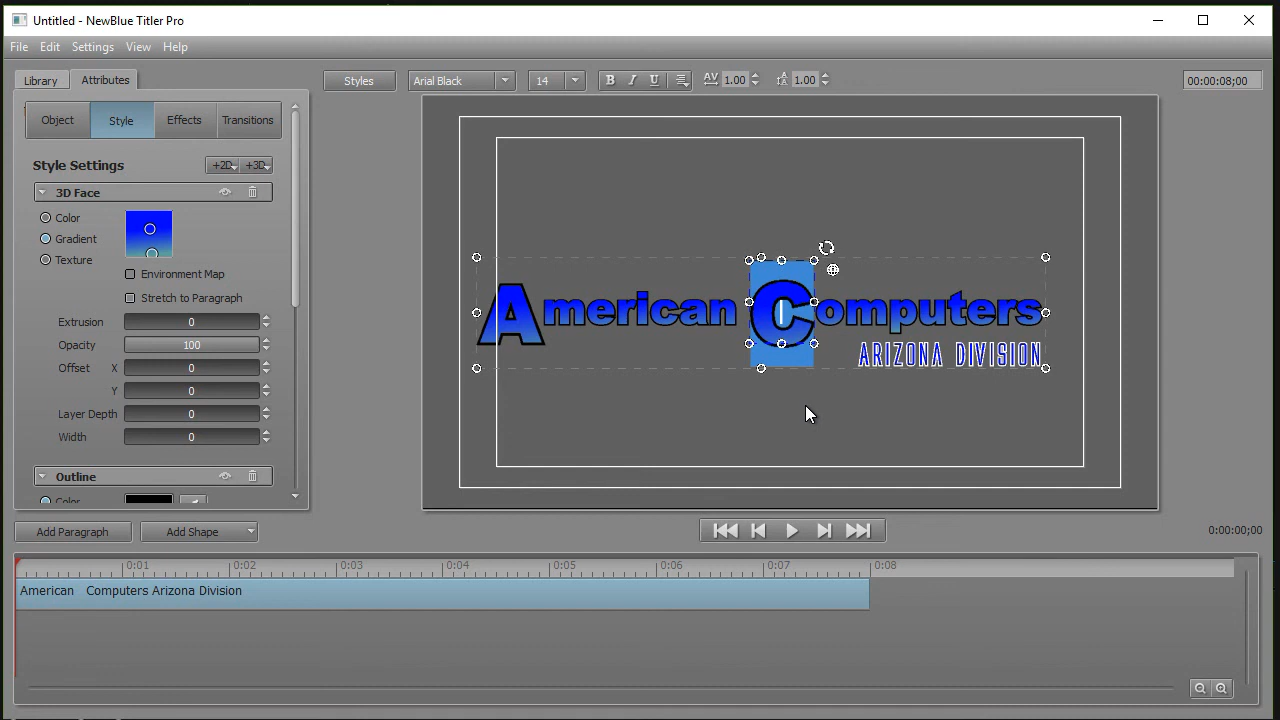 Untitled - NewBlue Titler Pro
File Edit Settings View Help
Library Attributes
Styles Arial Black 14 B I U AV 1.00 1.00 00:00:08;00
Object Style Effects Transitions
Style Settings +2D +3D
3D Face
Color
Gradient
Texture
Environment Map
Stretch to Paragraph
Extrusion 0
Opacity 100
Offset X 0
Y 0
Layer Depth 0
Width 0
Outline
Color
American Computers
ARIZONA DIVISION
Add Paragraph Add Shape
0:00:00;00
0:01 0:02 0:03 0:04 0:05 0:06 0:07 0:08
American Computers Arizona Division